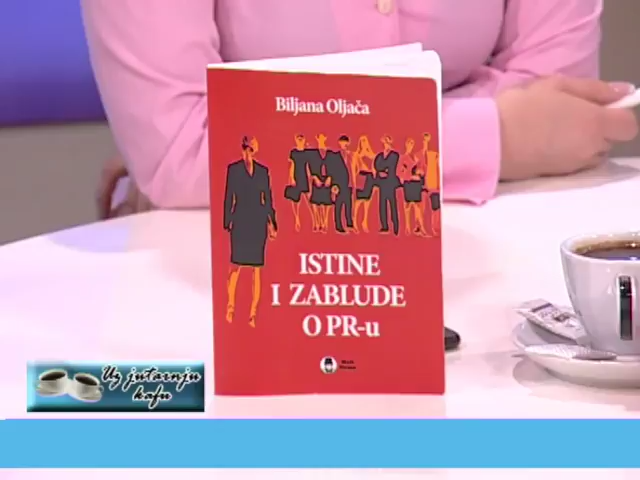 Biljana Oljača
ISTINE
I ZABLUDE
O PR-u
Uz jutarnju
kafu